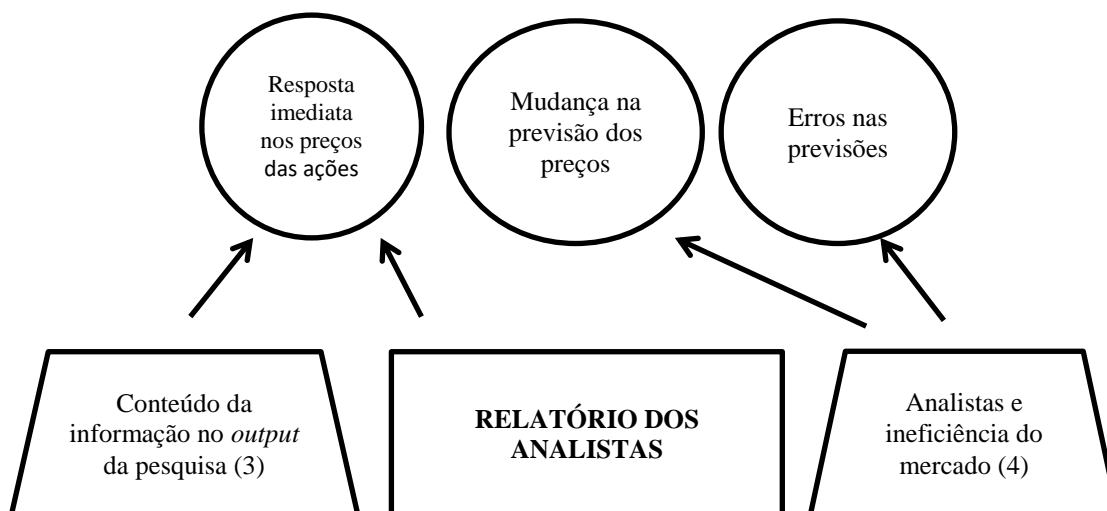 Resposta
imediata
nos preços
das ações
Mudança na
previsão dos
preços
Erros nas
previsões
Conteúdo da
informação no output
da pesquisa (3)
RELATÓRIO DOS
ANALISTAS
Analistas e
ineficiência do
mercado (4)